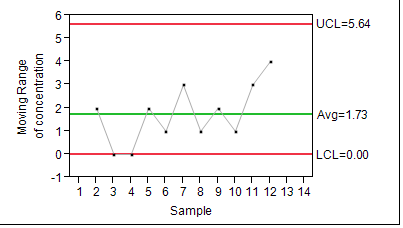 Moving Range
of concentration
6
5
4
3
2
1
0
-1
UCL=5.64
Avg=1.73
LCL=0.00
1 2 3 4 5 6 7 8 9 10 11 12 13 14
Sample